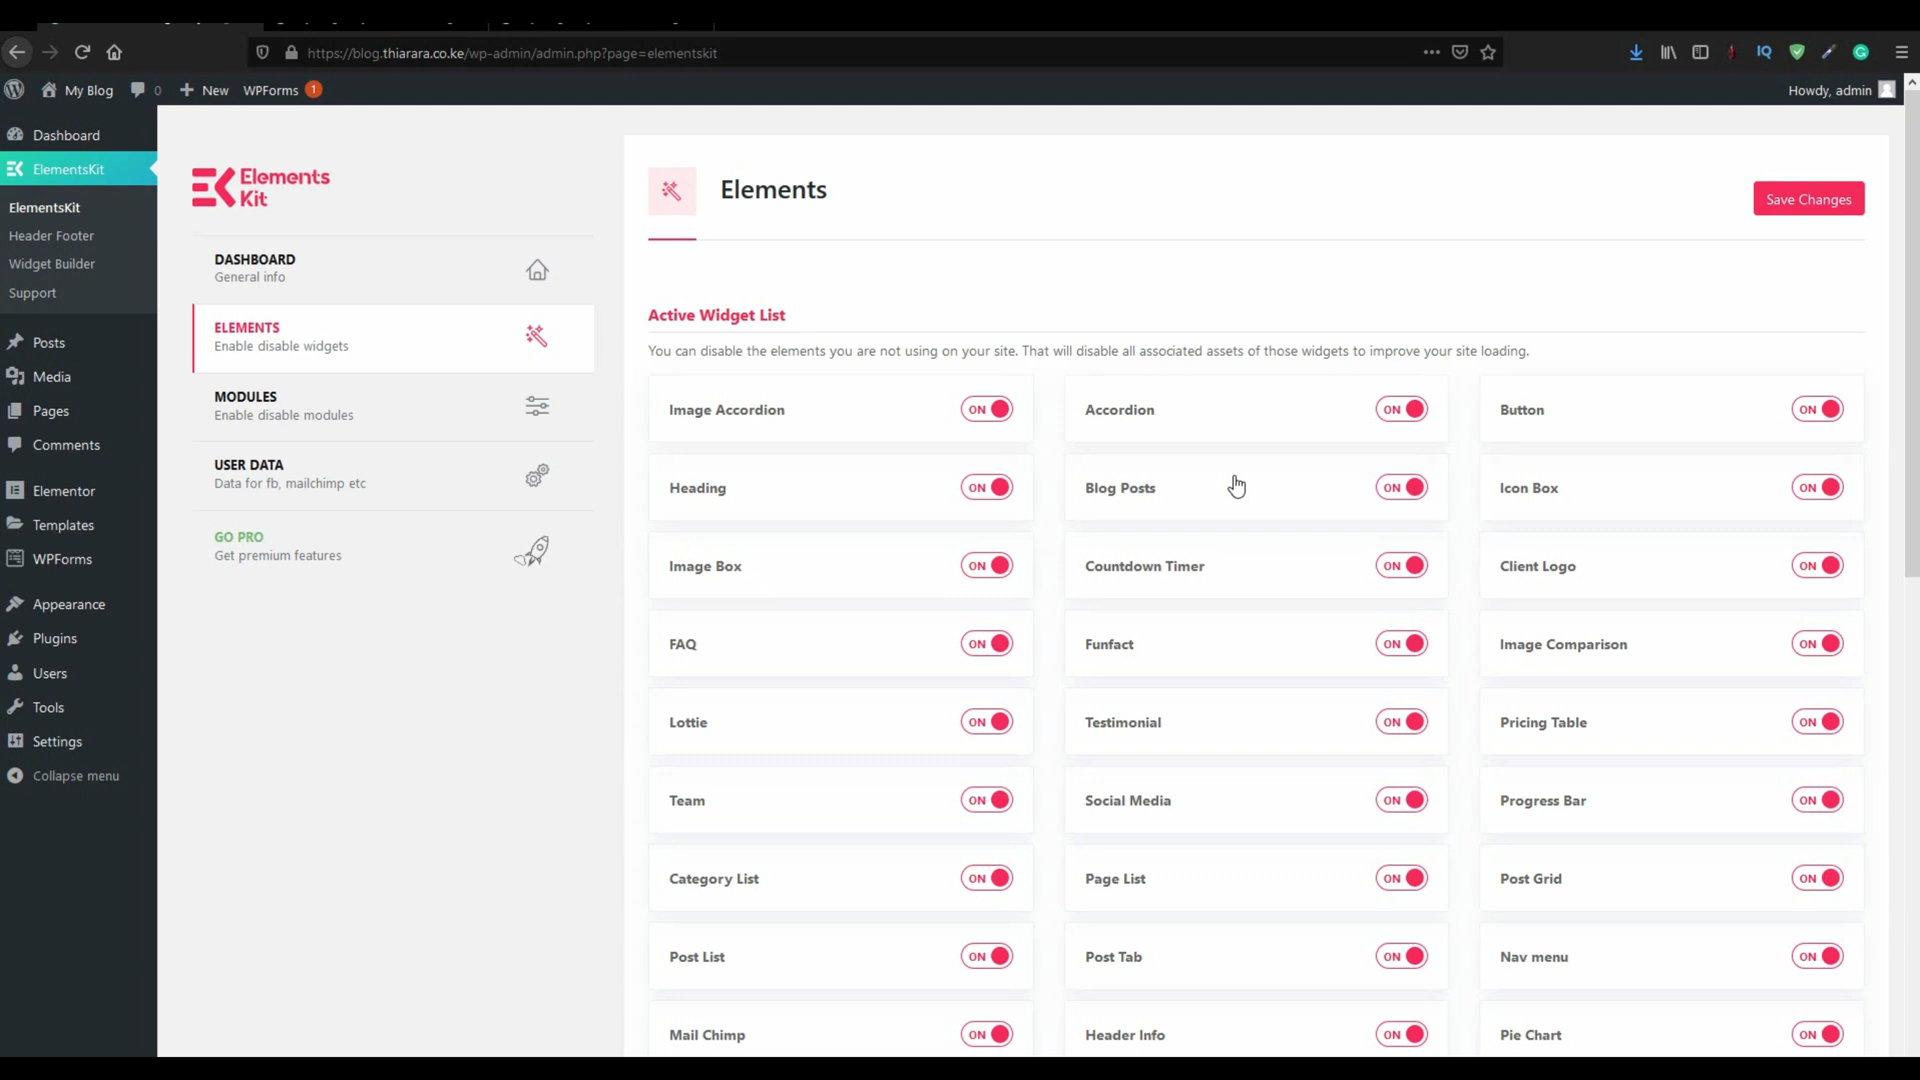 https://blog.thiarara.co.ke/wp-admin/admin.php?page=elementskit
My Blog 0 New WPForms 1
Howdy, admin
Dashboard
ElementsKit
ElementsKit
Header Footer
Widget Builder
Support
Posts
Media
Pages
Comments
Elementor
Templates
WPForms
Appearance
Plugins
Users
Tools
Settings
Collapse menu
Elements
Kit
DASHBOARD
General info
ELEMENTS
Enable disable widgets
MODULES
Enable disable modules
USER DATA
Data for fb, mailchimp etc
GO PRO
Get premium features
Elements
Save Changes
Active Widget List
You can disable the elements you are not using on your site. That will disable all associated assets of those widgets to improve your site loading.
Image Accordion ON Accordion ON Button ON
Heading ON Blog Posts ON Icon Box ON
Image Box ON Countdown Timer ON Client Logo ON
FAQ ON Funfact ON Image Comparison ON
Lottie ON Testimonial ON Pricing Table ON
Team ON Social Media ON Progress Bar ON
Category List ON Page List ON Post Grid ON
Post List ON Post Tab ON Nav menu ON
Mail Chimp ON Header Info ON Pie Chart ON